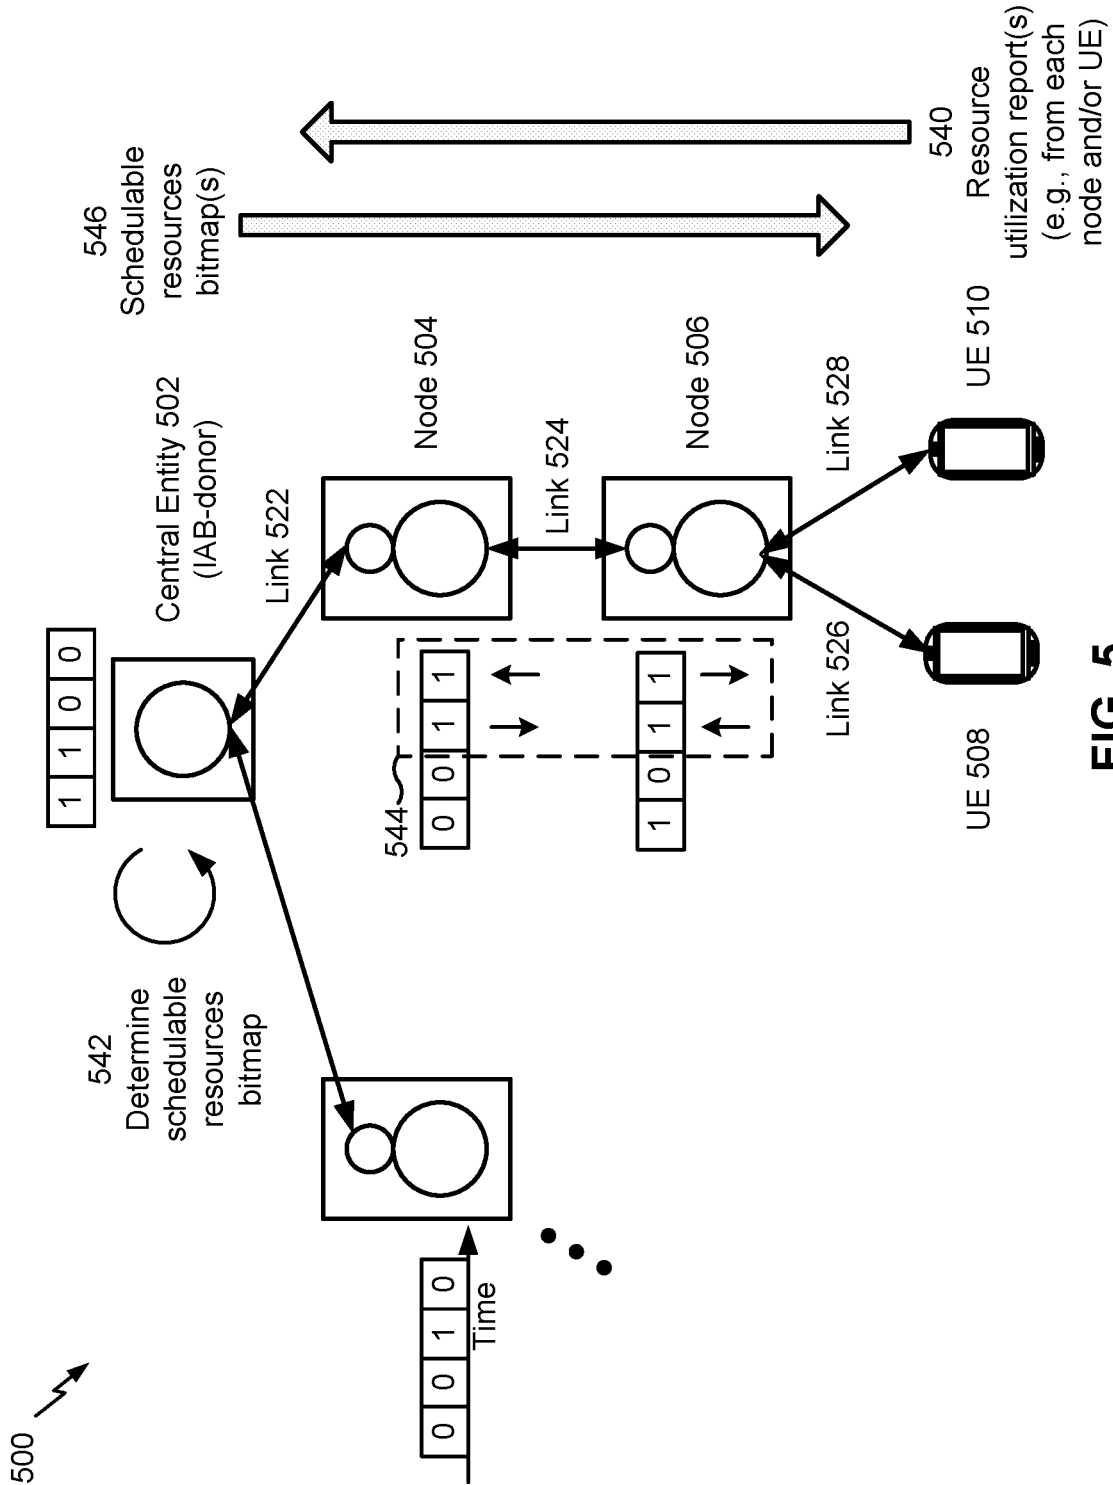 500
542
Determine
schedulable
resources
bitmap
1 1 0 0
Central Entity 502
(IAB-donor)
546
Schedulable
resources
bitmap(s)
Link 522
0 0 1 0
Time
544
0 0 1 1
Node 504
Link 524
1 0 1 1
Node 506
Link 526
Link 528
UE 508
UE 510
540
Resource
utilization report(s)
(e.g., from each
node and/or UE)
FIG. 5